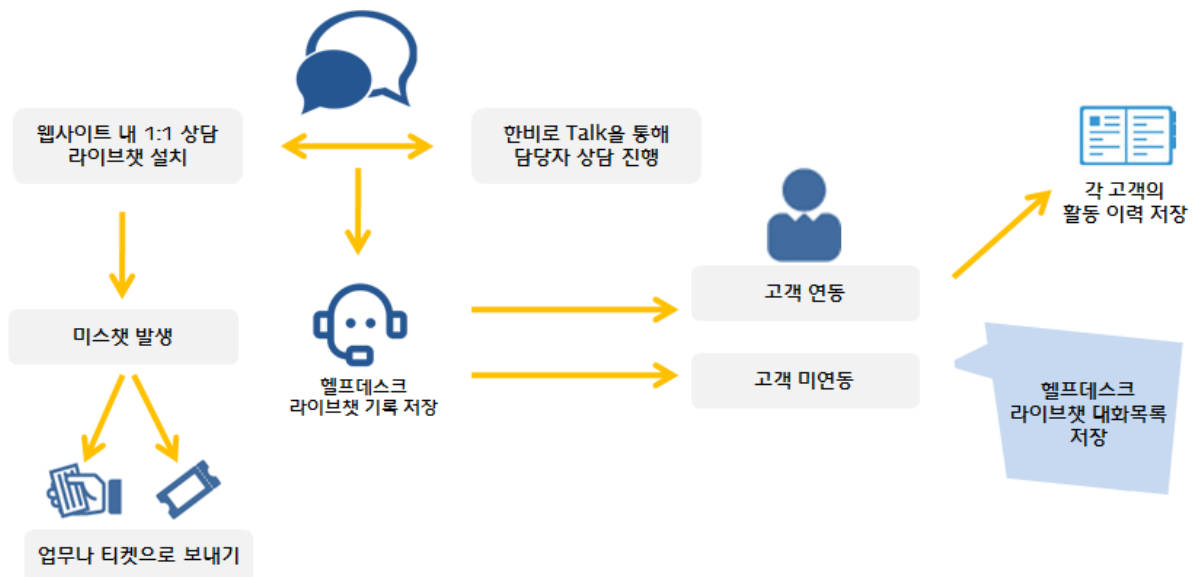 웹사이트 내 1:1 상담
라이브챗 설치
한비로 Talk을 통해
담당자 상담 진행
각 고객의
활동 이력 저장
고객 연동
미스챗 발생
헬프데스크
라이브챗 기록 저장
고객 미연동
헬프데스크
라이브챗 대화목록
저장
업무나 티켓으로 보내기